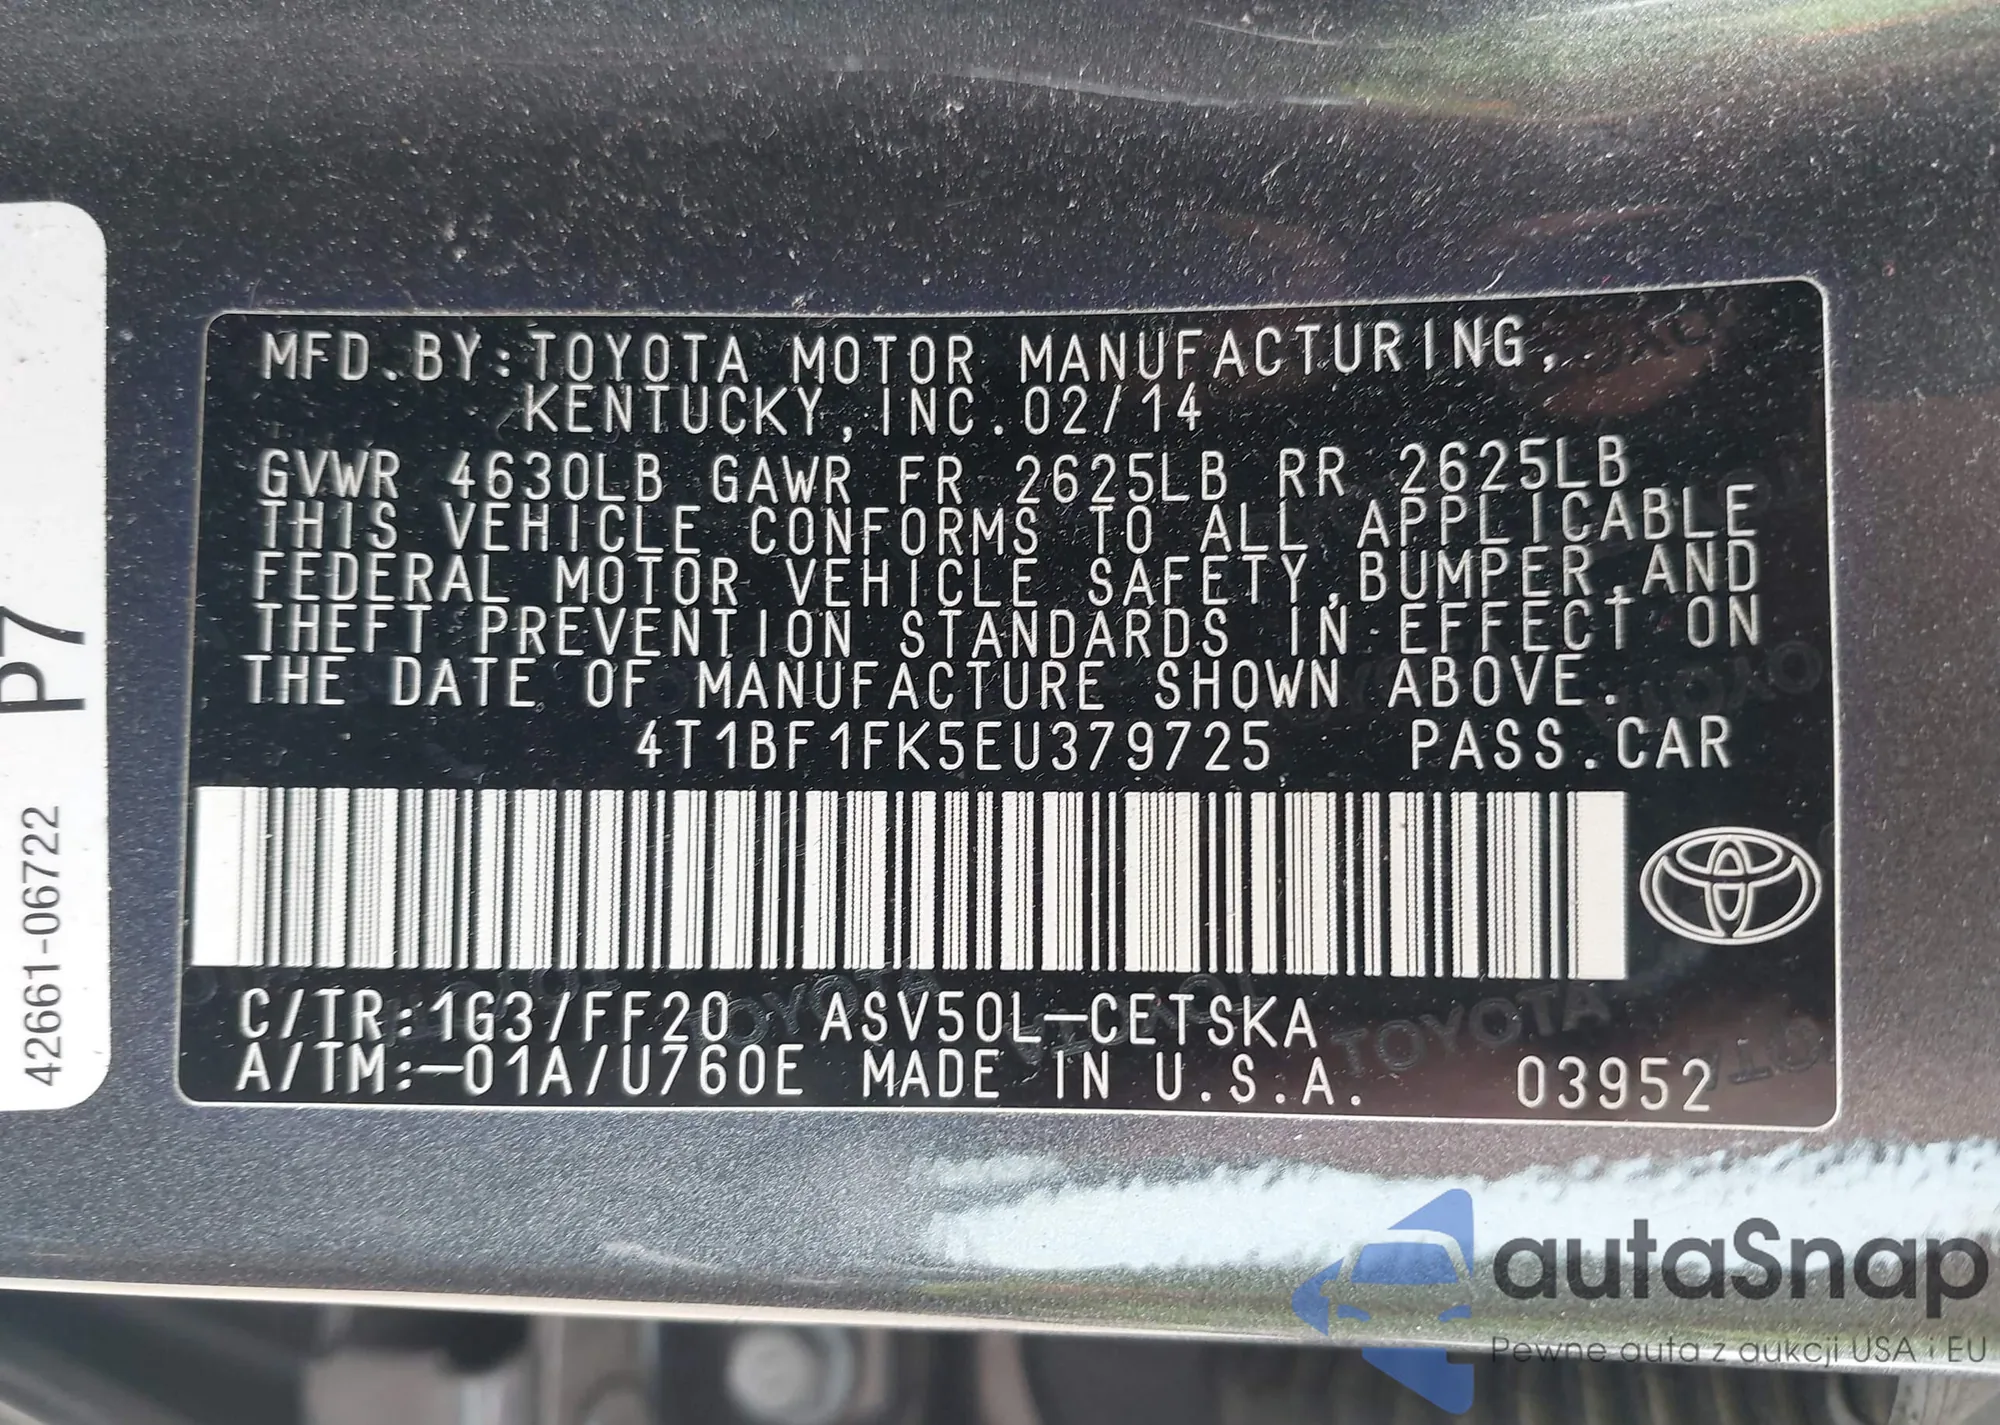 MFD.BY:TOYOTA MOTOR MANUFACTURING,
KENTUCKY, INC.02/14
GVWR 4630LB GAWR FR 2625LB RR 2625LB
THIS VEHICLE CONFORMS TO ALL APPLICABLE
FEDERAL MOTOR VEHICLE SAFETY,BUMPER,AND
THEFT PREVENTION STANDARDS IN EFFECT ON
THE DATE OF MANUFACTURE SHOWN ABOVE.
4T1BF1FK5EU379725 PASS.CAR
C/TR:1G3/FF20 ASV50L-CETSKA
A/TM:-01A/U760E MADE IN U.S.A. 03952
TOYOTA
TOYOTA
P7
42661-06722
autaSnap
Pewne auta z aukcji USA i EU